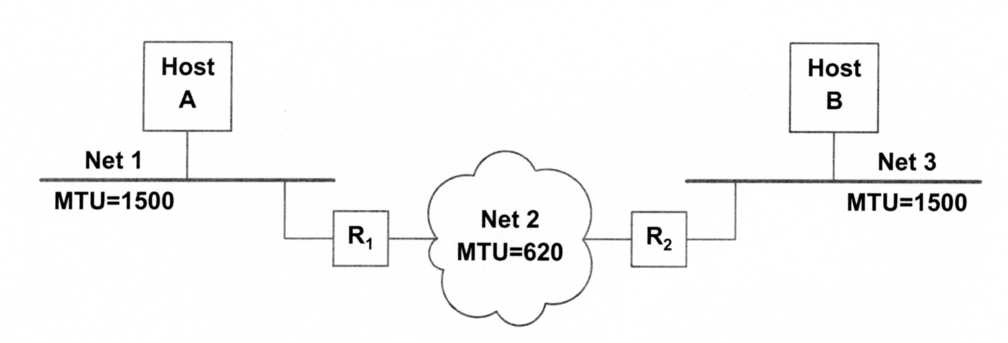 Host
A
Net 1
MTU=1500
R₁
Net 2
MTU=620
R₂
Host
B
Net 3
MTU=1500